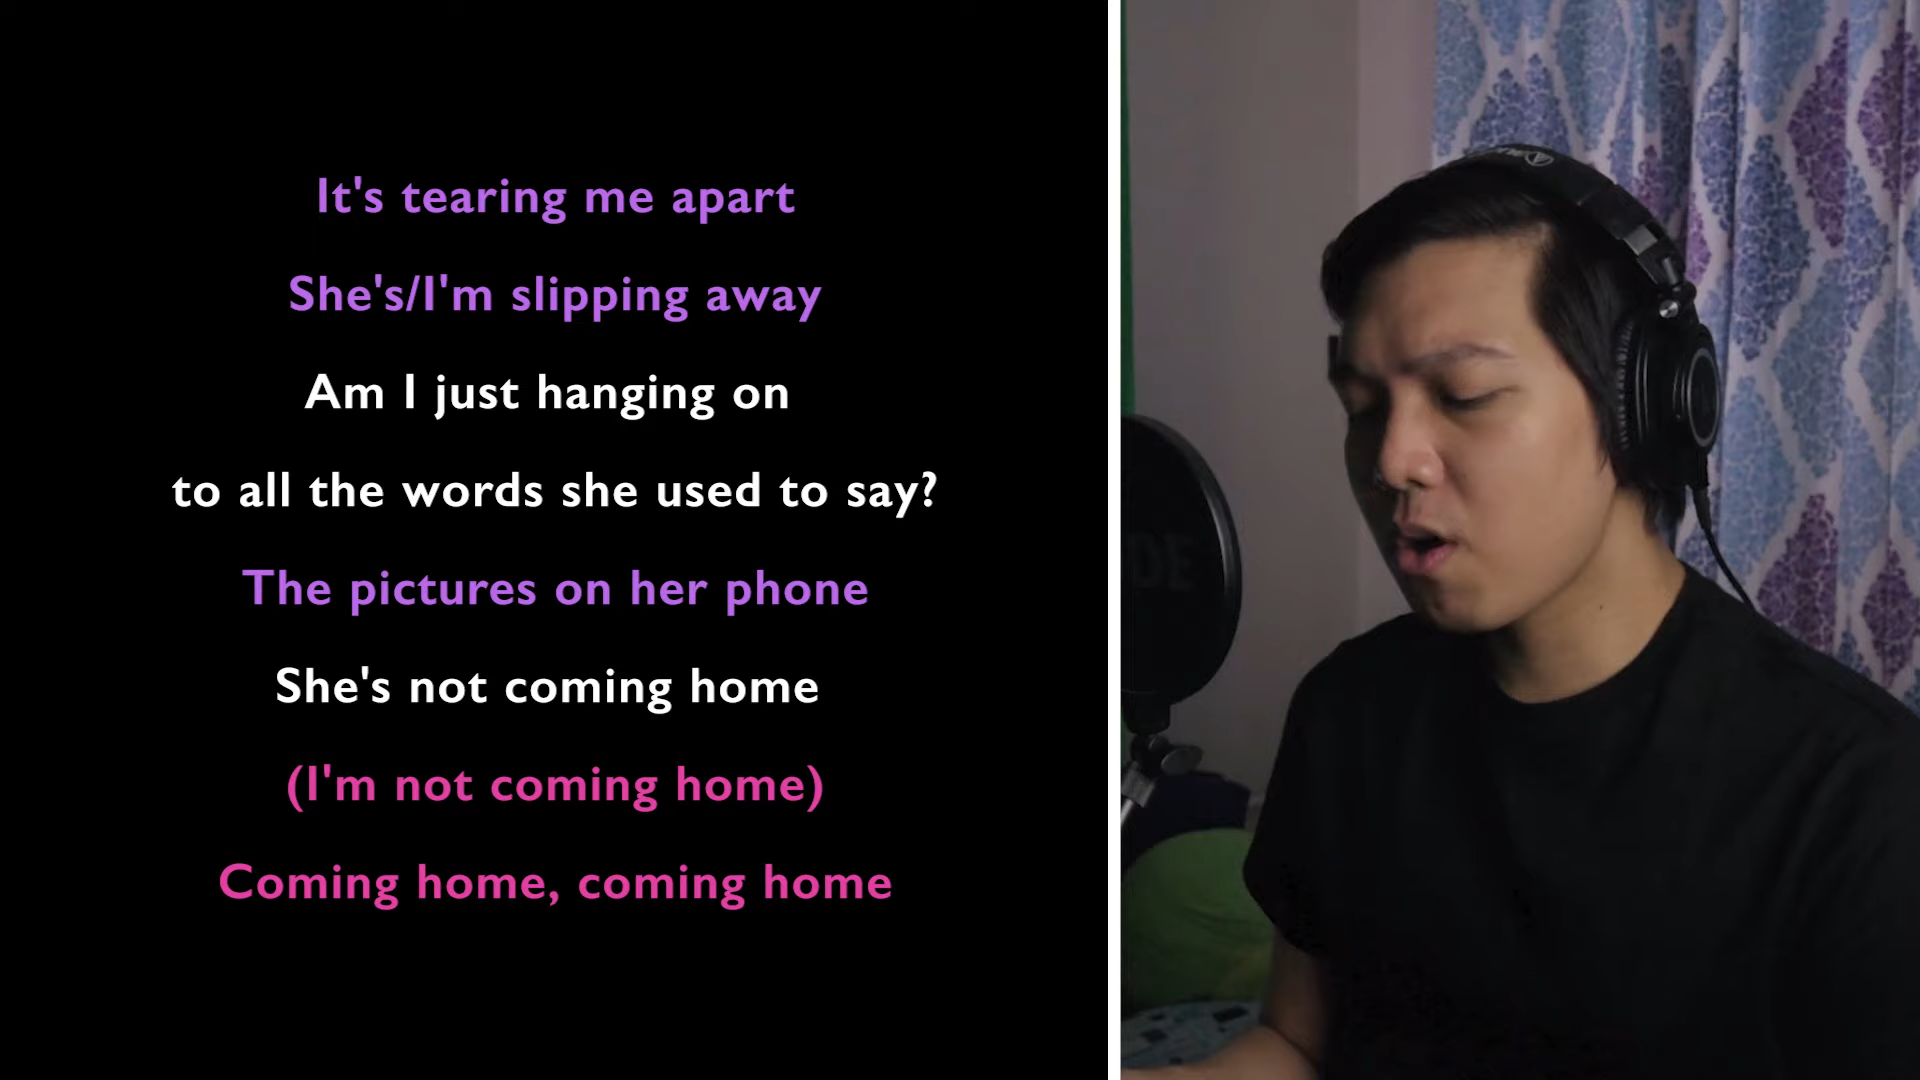 It's tearing me apart
She's/I'm slipping away
Am I just hanging on
to all the words she used to say?
The pictures on her phone
She's not coming home
(I'm not coming home)
Coming home, coming home